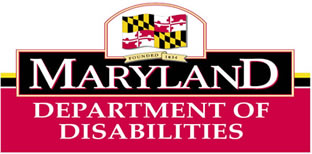 FOUNDED 1634
MARYLAND
DEPARTMENT OF
DISABILITIES